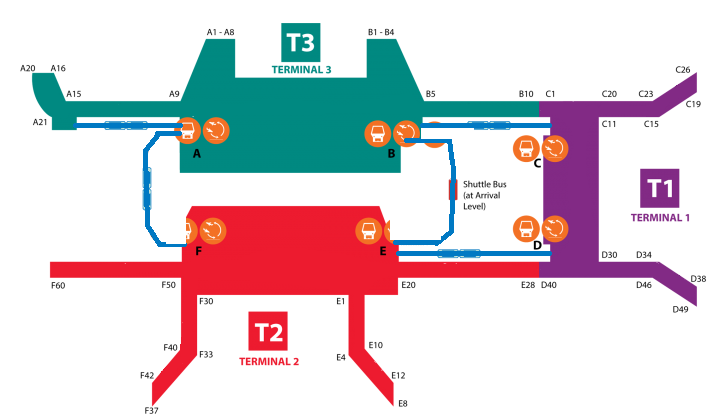 A1 - A8
B1 - B4
T3
TERMINAL 3
A20
A16
C26
A15
A9
B5
B10
C1
C20
C23
C19
A21
C11
C15
A
B
C
Shuttle Bus
(at Arrival
Level)
T1
TERMINAL 1
F
E
D
D30
D34
D38
F60
F50
E20
E28
D40
D46
D49
F30
E1
T2
TERMINAL 2
F40
F33
E4
E10
F42
E12
F37
E8